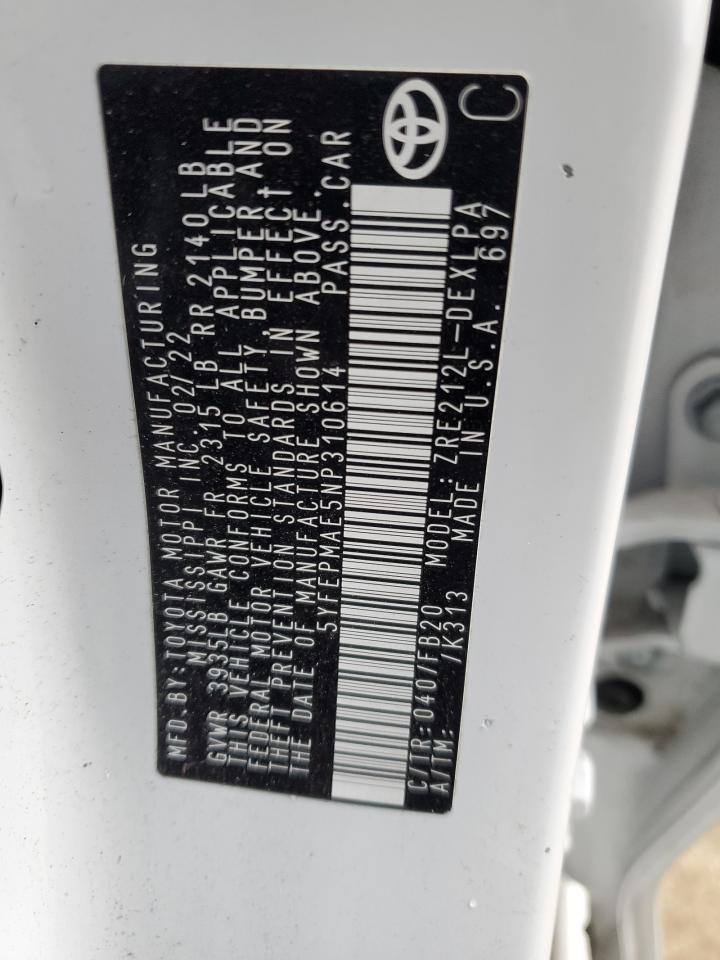 MFD.BY:TOYOTA MOTOR MANUFACTURING
MISSISSIPPI INC. 02/22
GVWR 3935LB GAWR FR 2315 LB RR 2140LB
THIS VEHICLE CONFORMS TO ALL APPLICABLE
FEDERAL MOTOR VEHICLE SAFETY,BUMPER AND
THEFT PREVENTION STANDARDS IN EFFECT ON
THE DATE OF MANUFACTURE SHOWN ABOVE.
5YFEPMAE5NP310614 PASS.CAR
C/TR:040/FB20 MODEL:ZRE212L-DEXLPA
A/TM: /K313 MADE IN U.S.A. 697
C